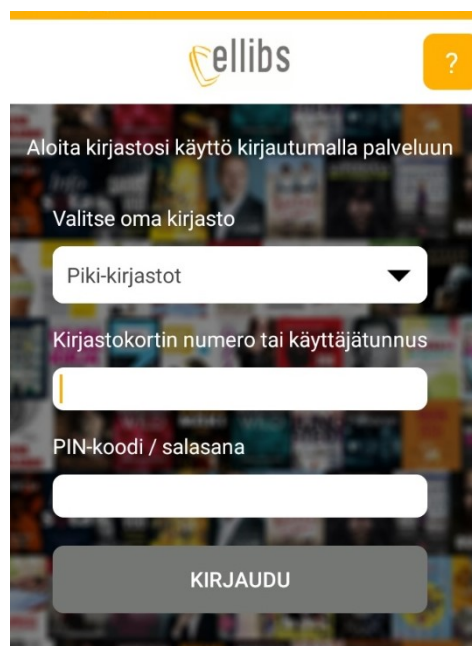 ellibs
?
Aloita kirjastosi käyttö kirjautumalla palveluun
Valitse oma kirjasto
Piki-kirjastot
Kirjastokortin numero tai käyttäjätunnus
PIN-koodi / salasana
KIRJAUDU